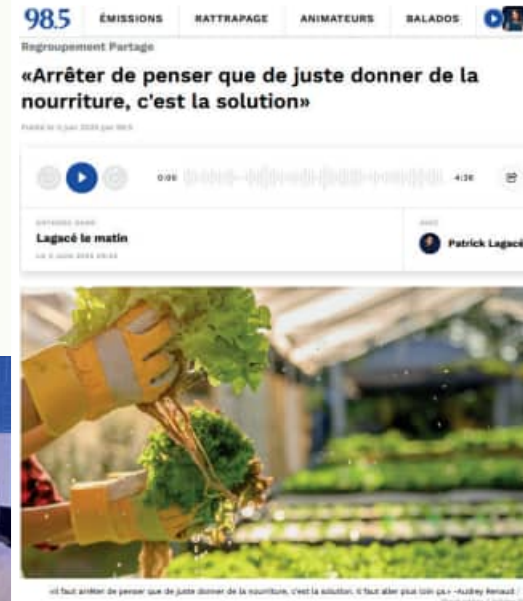 98.5 ÉMISSIONS RATTRAPAGE ANIMATEURS BALADOS
Regroupement Partage
«Arrêter de penser que de juste donner de la
nourriture, c'est la solution»
0:00 4:36
Lagacé le matin
Patrick Lagacé
«Il faut arrêter de penser que de juste donner de la nourriture, c'est la solution. Il faut aller plus loin ça.» -Audrey Renaud /